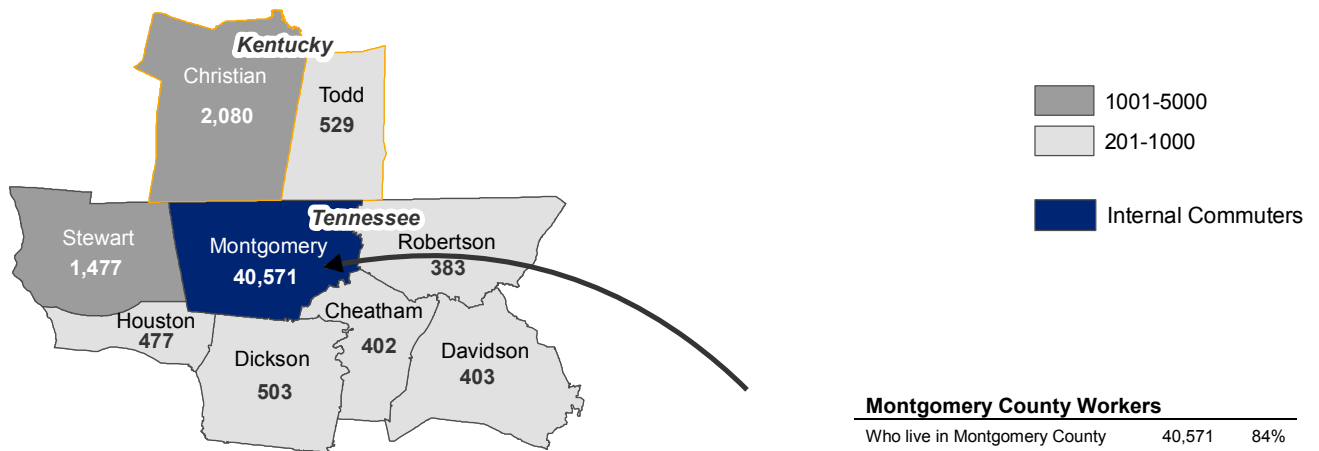 Kentucky
Christian
2,080
Todd
529
1001-5000
201-1000
Internal Commuters
Tennessee
Stewart
1,477
Montgomery
40,571
Robertson
383
Houston
477
Cheatham
402
Dickson
503
Davidson
403
Montgomery County Workers
Who live in Montgomery County 40,571 84%